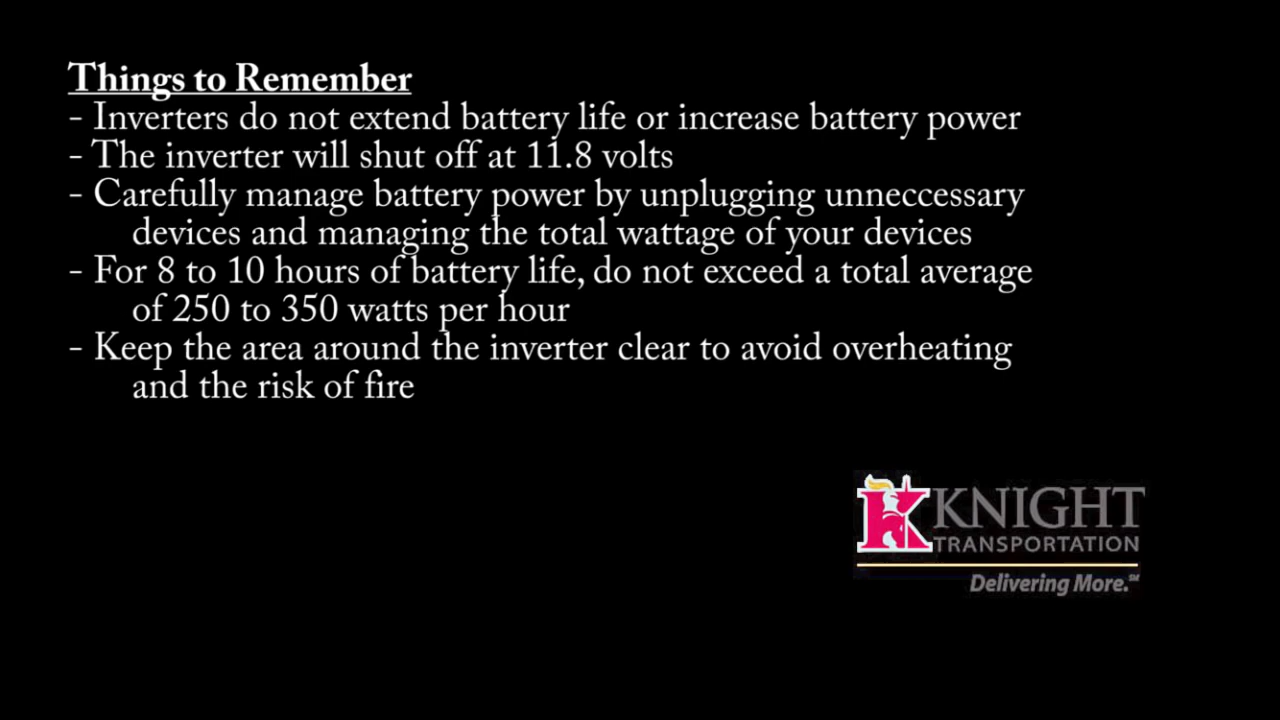 Things to Remember
- Inverters do not extend battery life or increase battery power
- The inverter will shut off at 11.8 volts
- Carefully manage battery power by unplugging unneccessary
devices and managing the total wattage of your devices
- For 8 to 10 hours of battery life, do not exceed a total average
of 250 to 350 watts per hour
- Keep the area around the inverter clear to avoid overheating
and the risk of fire
KNIGHT
TRANSPORTATION
Delivering More.℠